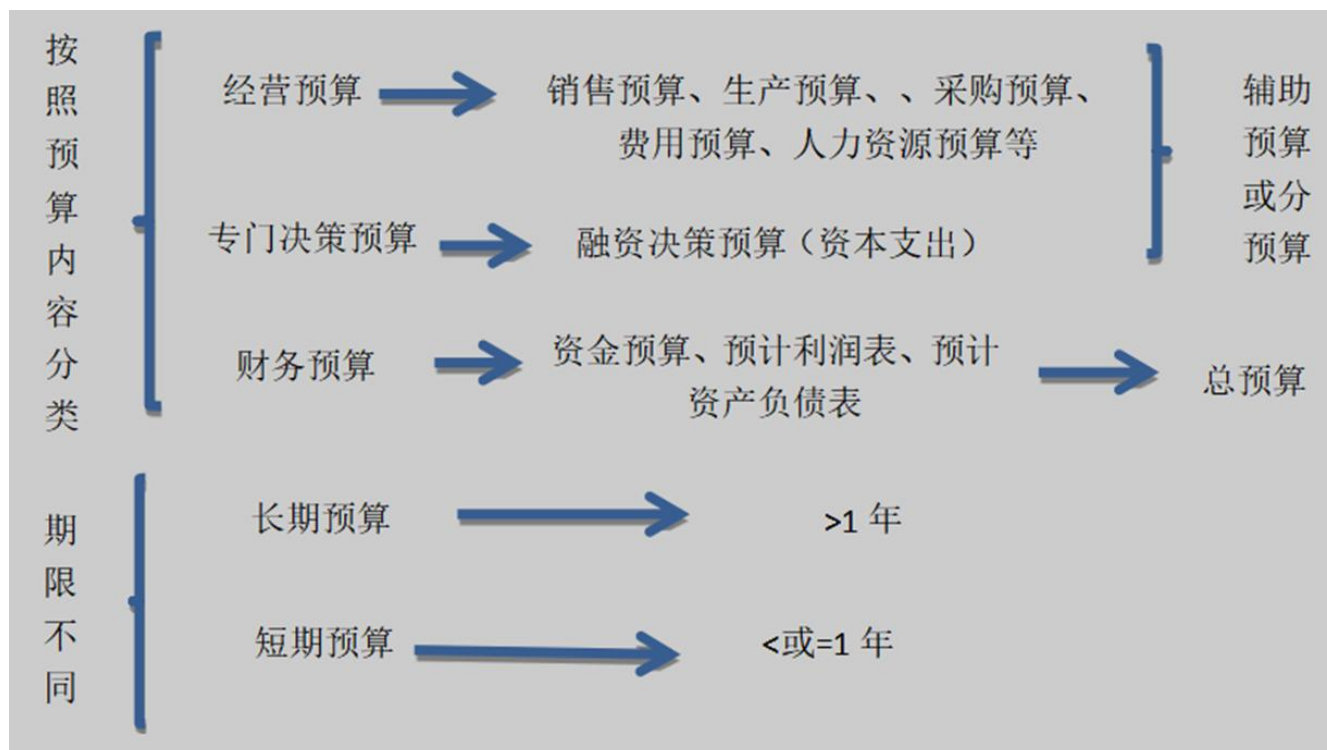 按照预算内容分类
经营预算
销售预算、生产预算、、采购预算、
费用预算、人力资源预算等
专门决策预算
融资决策预算（资本支出）
辅助
预算
或分
预算
财务预算
资金预算、预计利润表、预计
资产负债表
总预算
期限不同
长期预算
>1 年
短期预算
<或=1 年